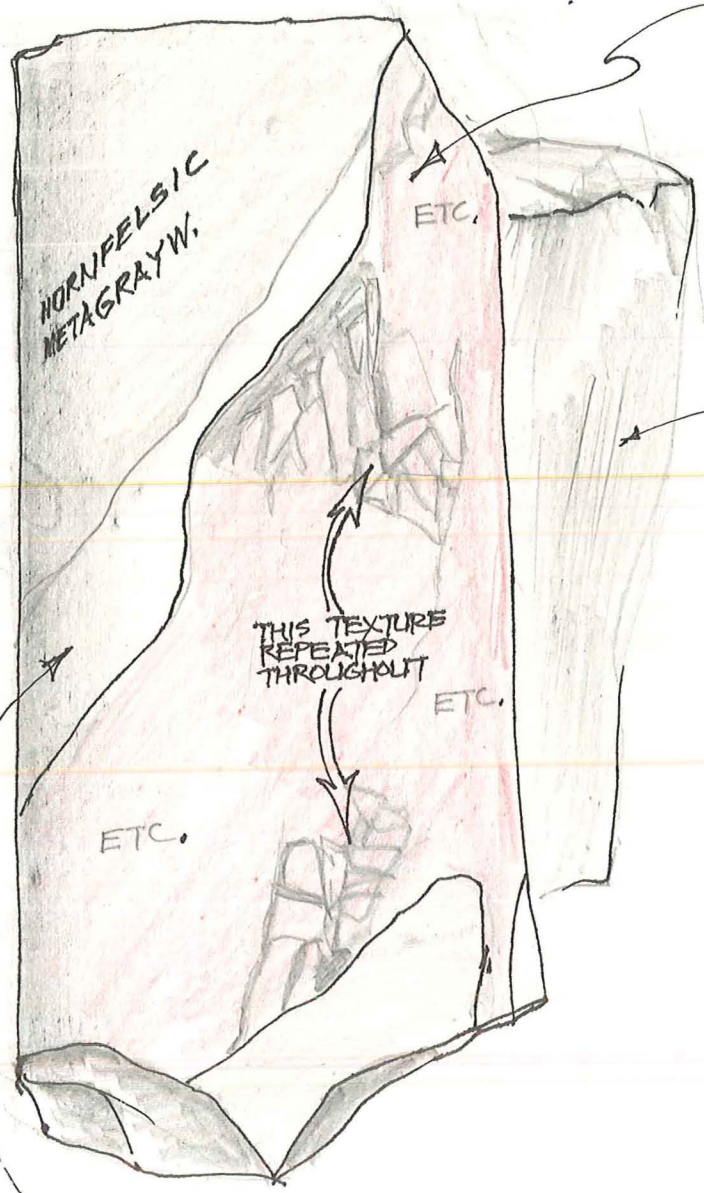 HORNFELSIC
METAGRAYW.
ETC.
THIS TEXTURE
REPEATED
THROUGHOUT
ETC.
ETC.